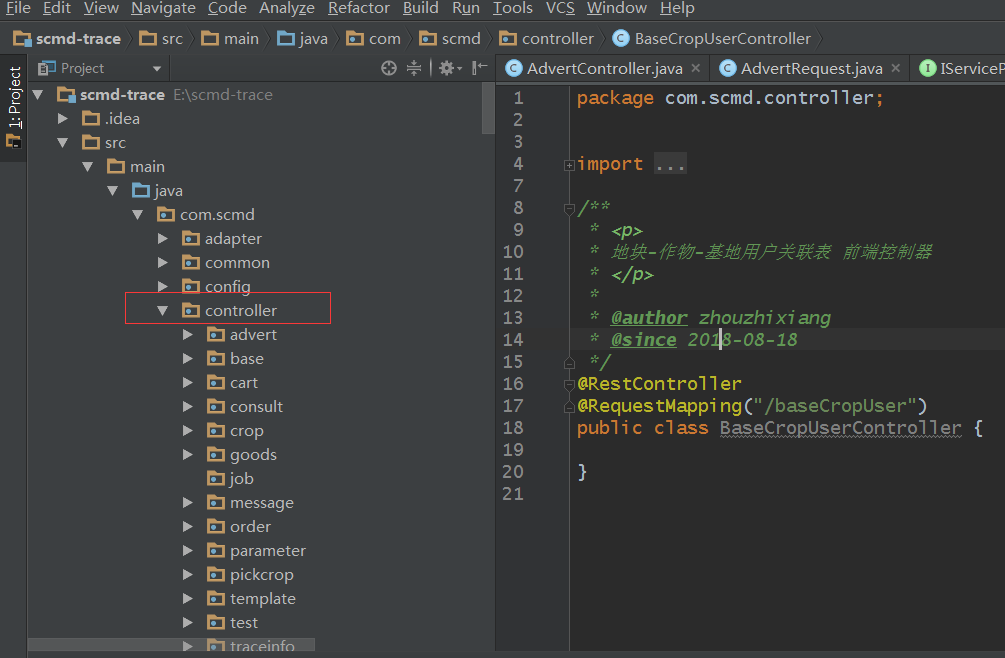 File Edit View Navigate Code Analyze Refactor Build Run Tools VCS Window Help
scmd-trace src main java com scmd controller BaseCropUserController
1: Project
Project
AdvertController.java AdvertRequest.java IServiceP
scmd-trace E:\scmd-trace
.idea
src
main
java
com.scmd
adapter
common
config
controller
advert
base
cart
consult
crop
goods
job
message
order
parameter
pickcrop
template
test
traceinfo
1 package com.scmd.controller;
2
3
4 import ...
7
8 /**
9 * <p>
10 * 地块-作物-基地用户关联表 前端控制器
11 * </p>
12 *
13 * @author zhouzhixiang
14 * @since 2018-08-18
15 */
16 @RestController
17 @RequestMapping("/baseCropUser")
18 public class BaseCropUserController {
19
20 }
21